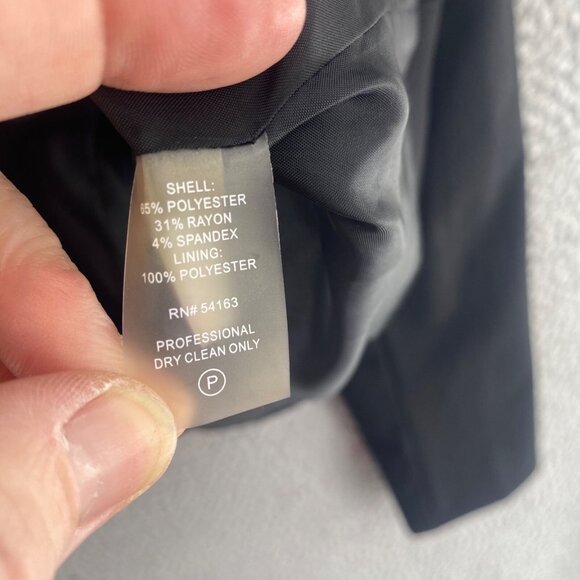 SHELL:
65% POLYESTER
31% RAYON
4% SPANDEX
LINING:
100% POLYESTER
RN# 54163
PROFESSIONAL
DRY CLEAN ONLY
P